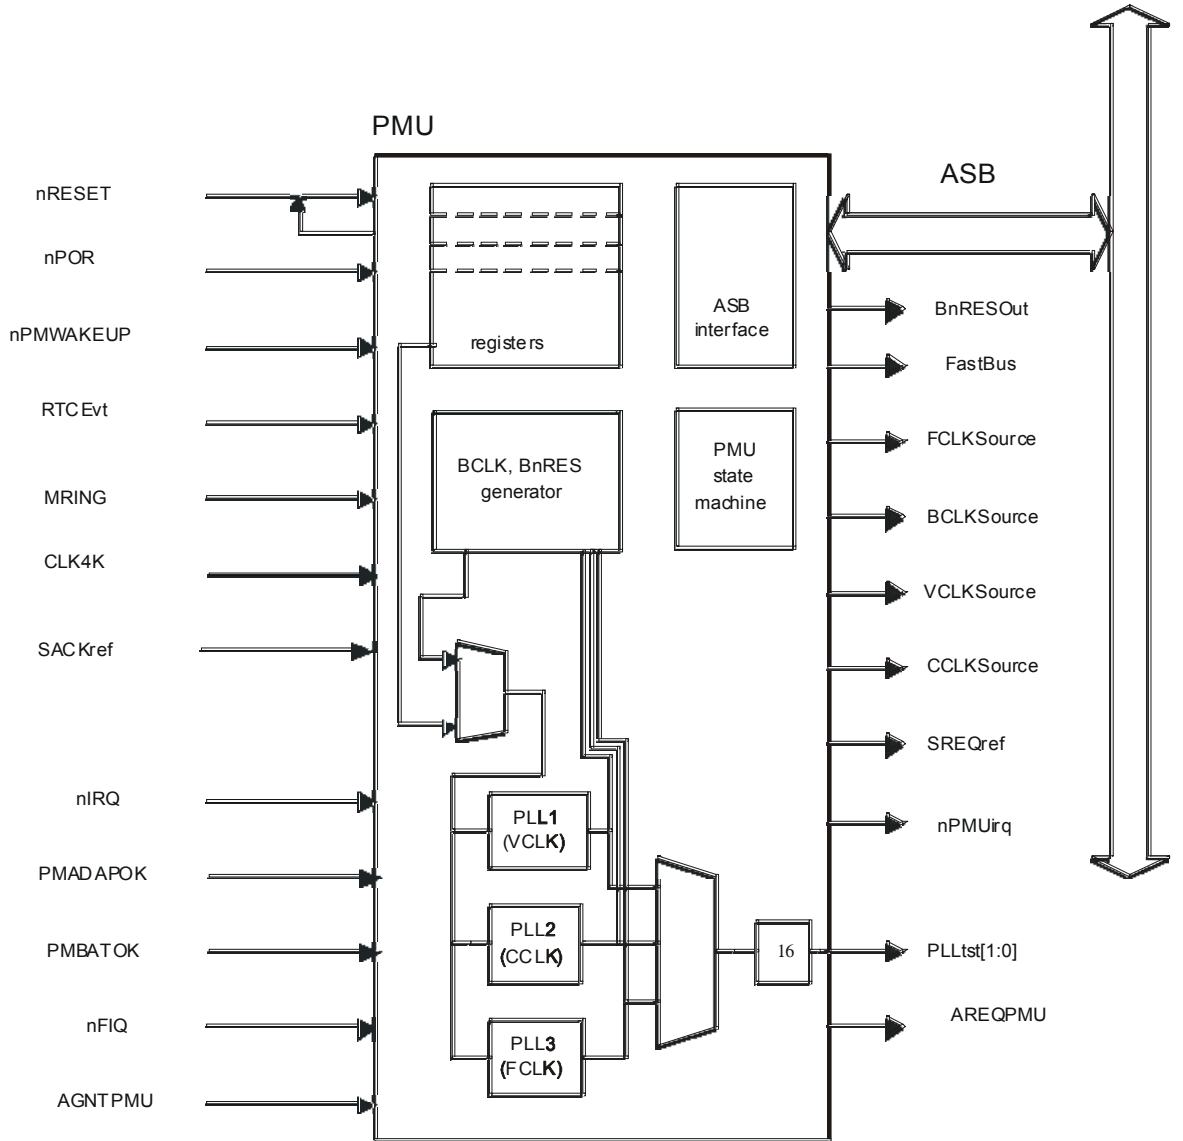 PMU
ASB
nRESET
nPOR
nPMWAKEUP
RTCEvt
MRING
CLK4K
SACKref
nIRQ
PMADAPOK
PMBATOK
nFIQ
AGNTPMU
registers
ASB
interface
BCLK, BnRES
generator
PMU
state
machine
PLL1
(VCLK)
PLL2
(CCLK)
PLL3
(FCLK)
16
BnRESOut
FastBus
FCLKSource
BCLKSource
VCLKSource
CCLKSource
SREQref
nPMUirq
PLLtst[1:0]
AREQPMU